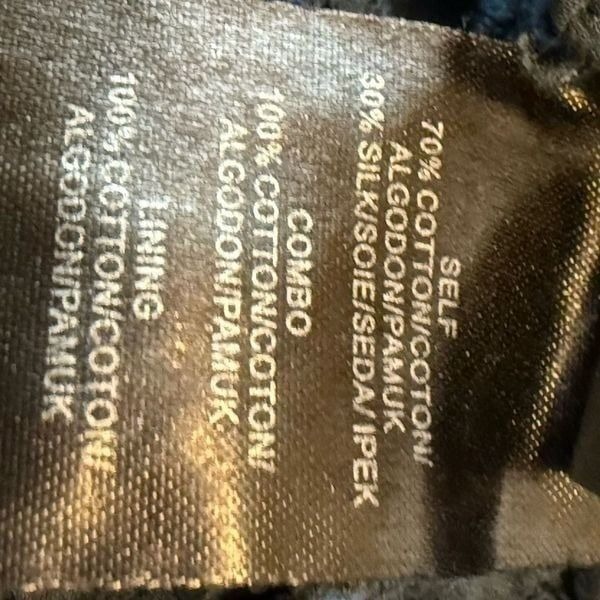 SELF
70% COTTON/COTON/
ALGODON/PAMUK
30% SILK/SOIE/SEDA/ IPEK
COMBO
100% COTTON/COTON/
ALGODON/PAMUK
LINING
100% COTTON/COTON/
ALGODON/PAMUK